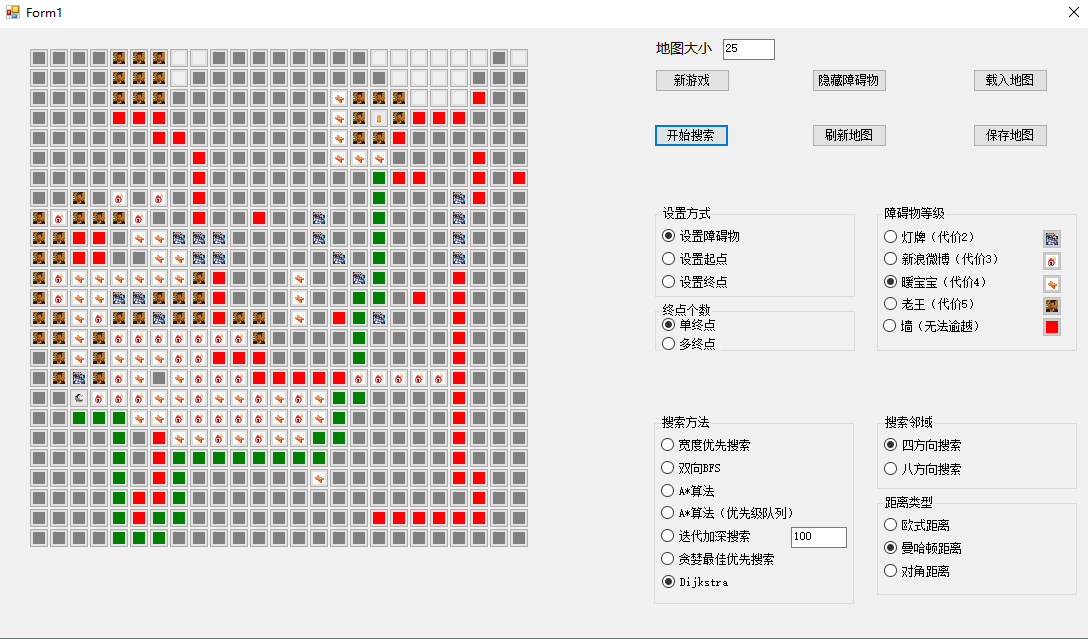 Form1
地图大小 25
新游戏 隐藏障碍物 载入地图
开始搜索 刷新地图 保存地图
设置方式
设置障碍物
设置起点
设置终点
终点个数
单终点
多终点
障碍物等级
灯牌（代价2）
新浪微博（代价3）
暖宝宝（代价4）
老王（代价5）
墙（无法逾越）
搜索方法
宽度优先搜索
双向BFS
A*算法
A*算法（优先级队列）
迭代加深搜索 100
贪婪最佳优先搜索
Dijkstra
搜索邻域
四方向搜索
八方向搜索
距离类型
欧式距离
曼哈顿距离
对角距离